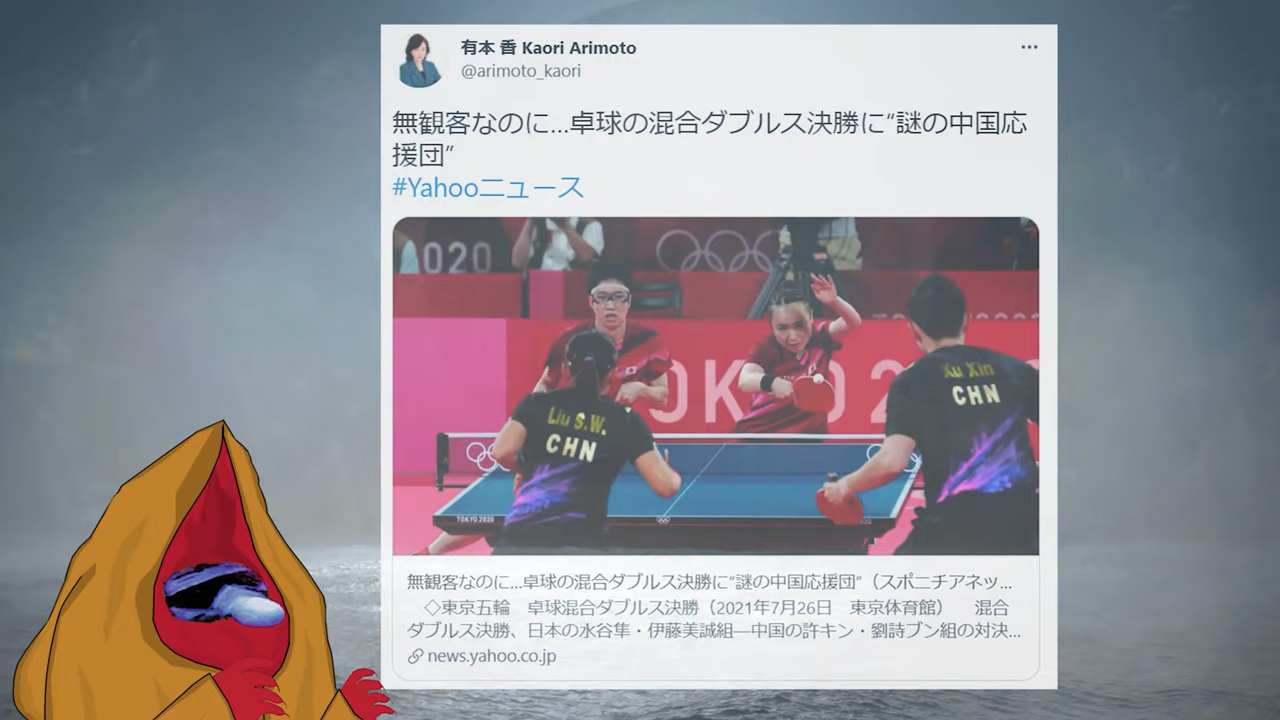 有本 香 Kaori Arimoto
@arimoto_kaori
無観客なのに...卓球の混合ダブルス決勝に“謎の中国応
援団”
#Yahooニュース
020
Liu S.W.
CHN
Xu Xin
CHN
TOKYO 2020
無観客なのに...卓球の混合ダブルス決勝に“謎の中国応援団”（スポニチアネッ...
◇東京五輪　卓球混合ダブルス決勝（2021年7月26日　東京体育館）　混合
ダブルス決勝、日本の水谷隼・伊藤美誠組―中国の許キン・劉詩ブン組の対決...
news.yahoo.co.jp